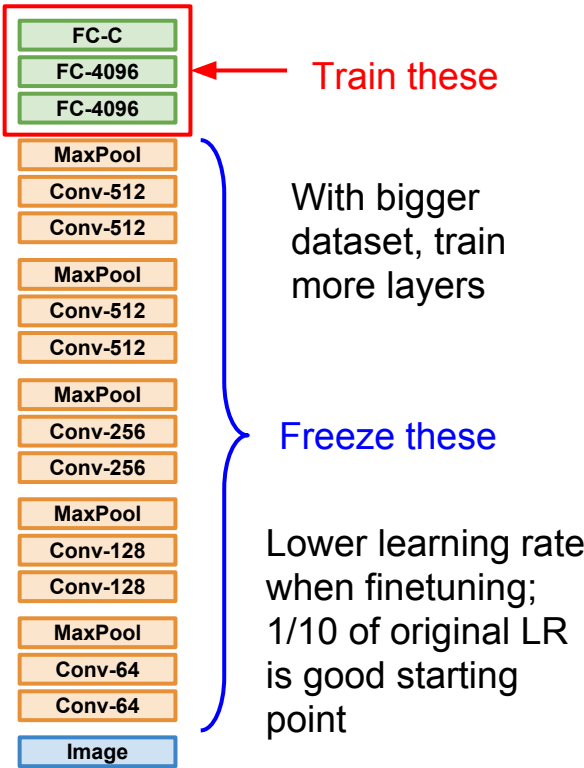 FC-C
FC-4096
FC-4096
Train these
MaxPool
Conv-512
Conv-512
MaxPool
Conv-512
Conv-512
MaxPool
Conv-256
Conv-256
MaxPool
Conv-128
Conv-128
MaxPool
Conv-64
Conv-64
Image
With bigger
dataset, train
more layers
Freeze these
Lower learning rate
when finetuning;
1/10 of original LR
is good starting
point